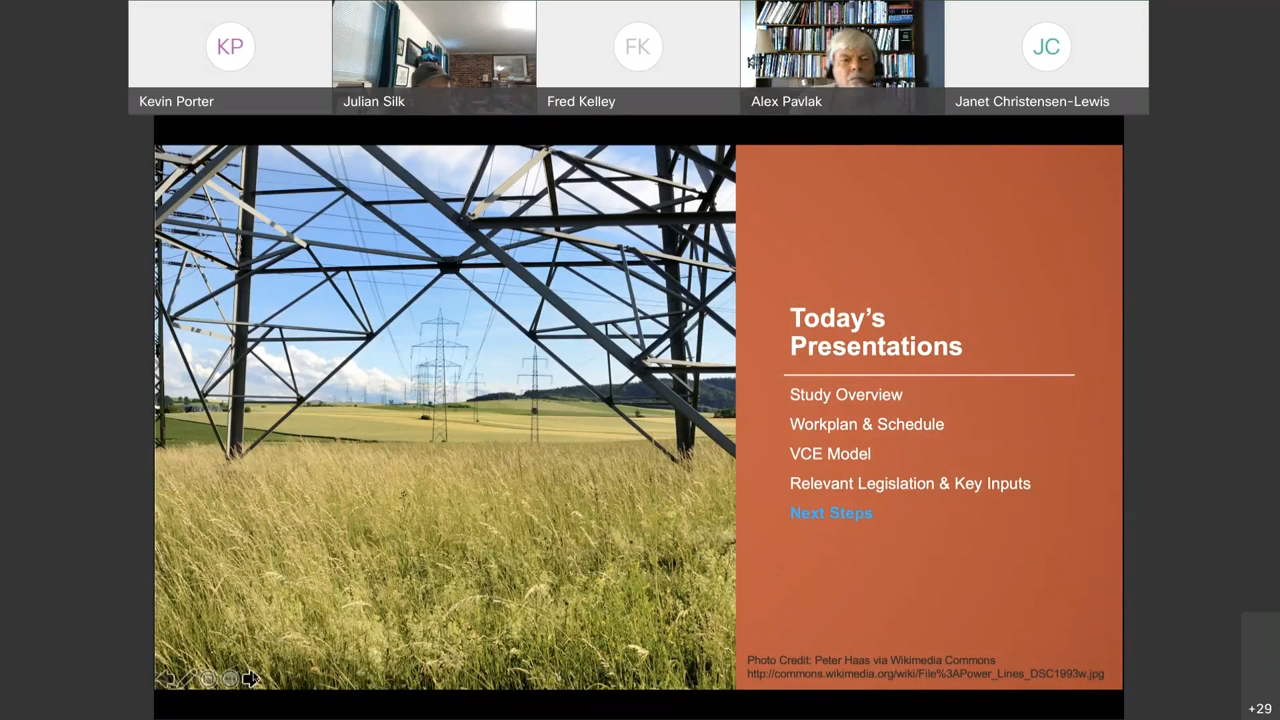 KP
FK
JC
Kevin Porter
Julian Silk
Fred Kelley
Alex Pavlak
Janet Christensen-Lewis
Today's
Presentations
Study Overview
Workplan & Schedule
VCE Model
Relevant Legislation & Key Inputs
Next Steps
Photo Credit: Peter Haas via Wikimedia Commons
http://commons.wikimedia.org/wiki/File%3APower_Lines_DSC1993w.jpg
+29